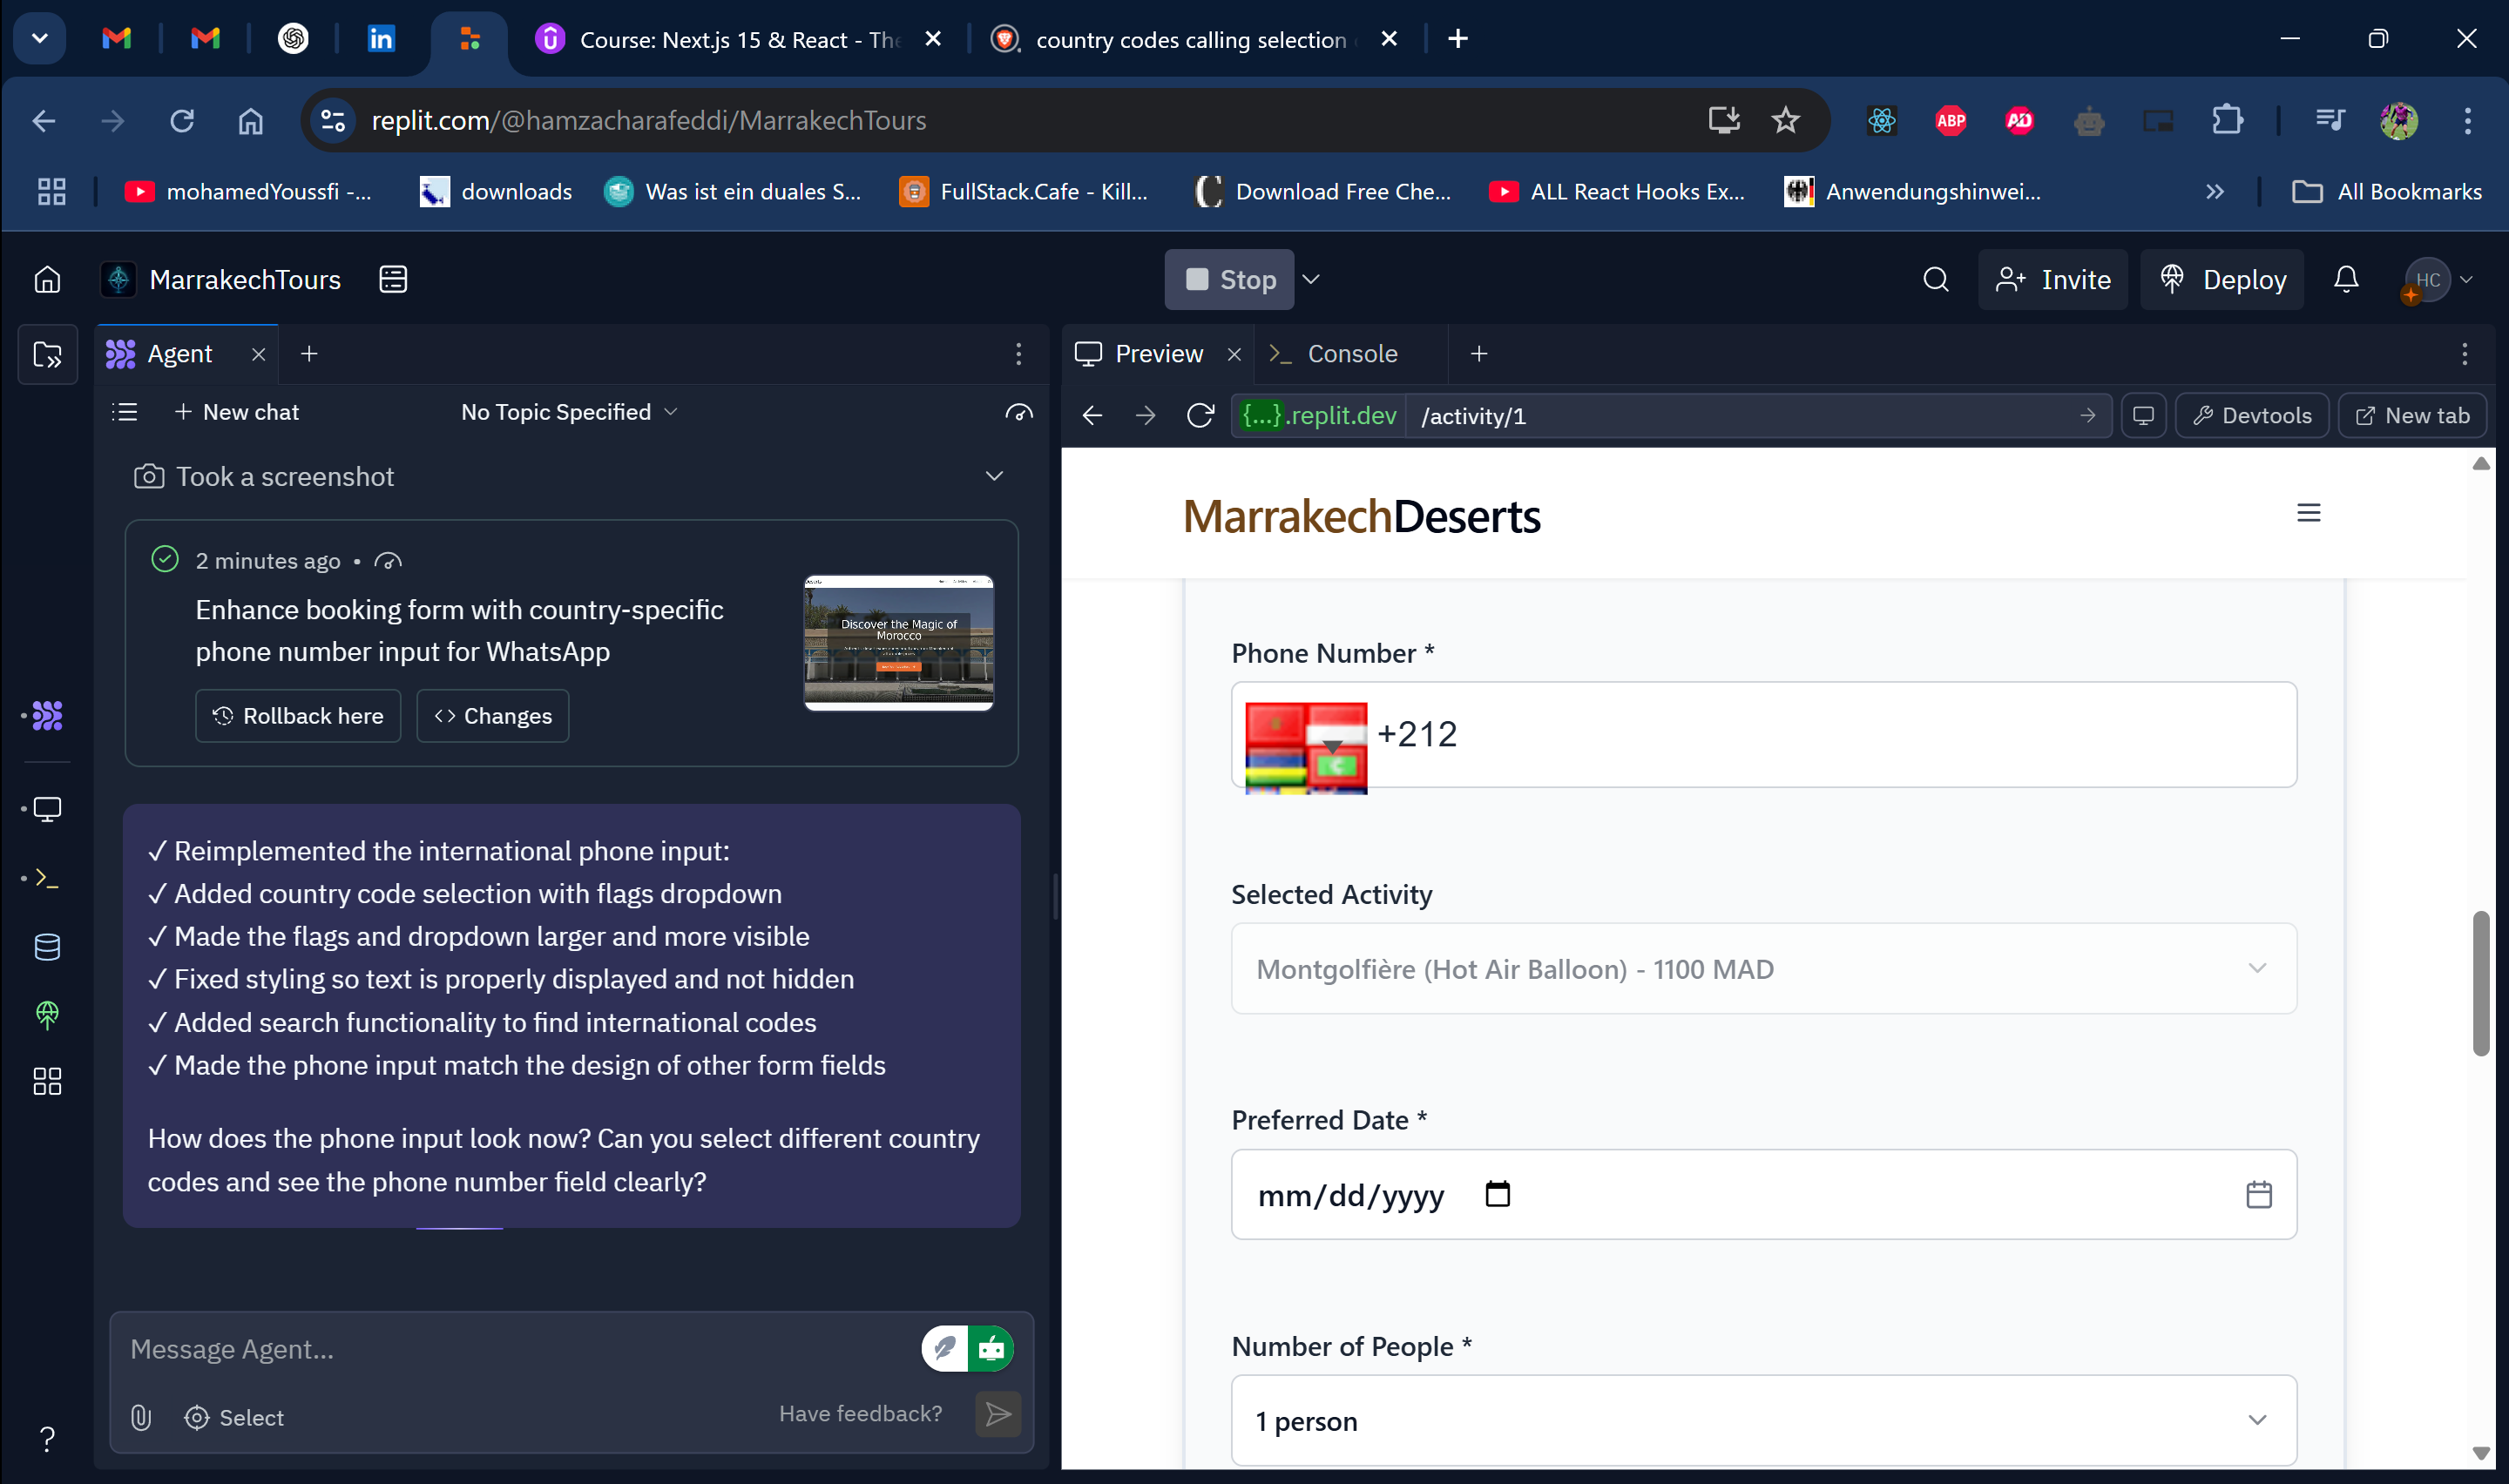 Course: Next.js 15 & React - The
country codes calling selection
replit.com/@hamzacharafeddi/MarrakechTours
ABP
AD
mohamedYoussfi -...
downloads
Was ist ein duales S...
FullStack.Cafe - Kill...
Download Free Che...
ALL React Hooks Ex...
Anwendungshinwei...
All Bookmarks
MarrakechTours
Stop
Invite
Deploy
HC
Agent
New chat
No Topic Specified
Took a screenshot
2 minutes ago •
Enhance booking form with country-specific
phone number input for WhatsApp
Discover the Magic of
Morocco
Rollback here
Changes
✓ Reimplemented the international phone input:
✓ Added country code selection with flags dropdown
✓ Made the flags and dropdown larger and more visible
✓ Fixed styling so text is properly displayed and not hidden
✓ Added search functionality to find international codes
✓ Made the phone input match the design of other form fields
How does the phone input look now? Can you select different country
codes and see the phone number field clearly?
Message Agent...
Select
Have feedback?
Preview
Console
{...}.replit.dev
/activity/1
Devtools
New tab
MarrakechDeserts
Phone Number *
+212
Selected Activity
Montgolfière (Hot Air Balloon) - 1100 MAD
Preferred Date *
mm/dd/yyyy
Number of People *
1 person